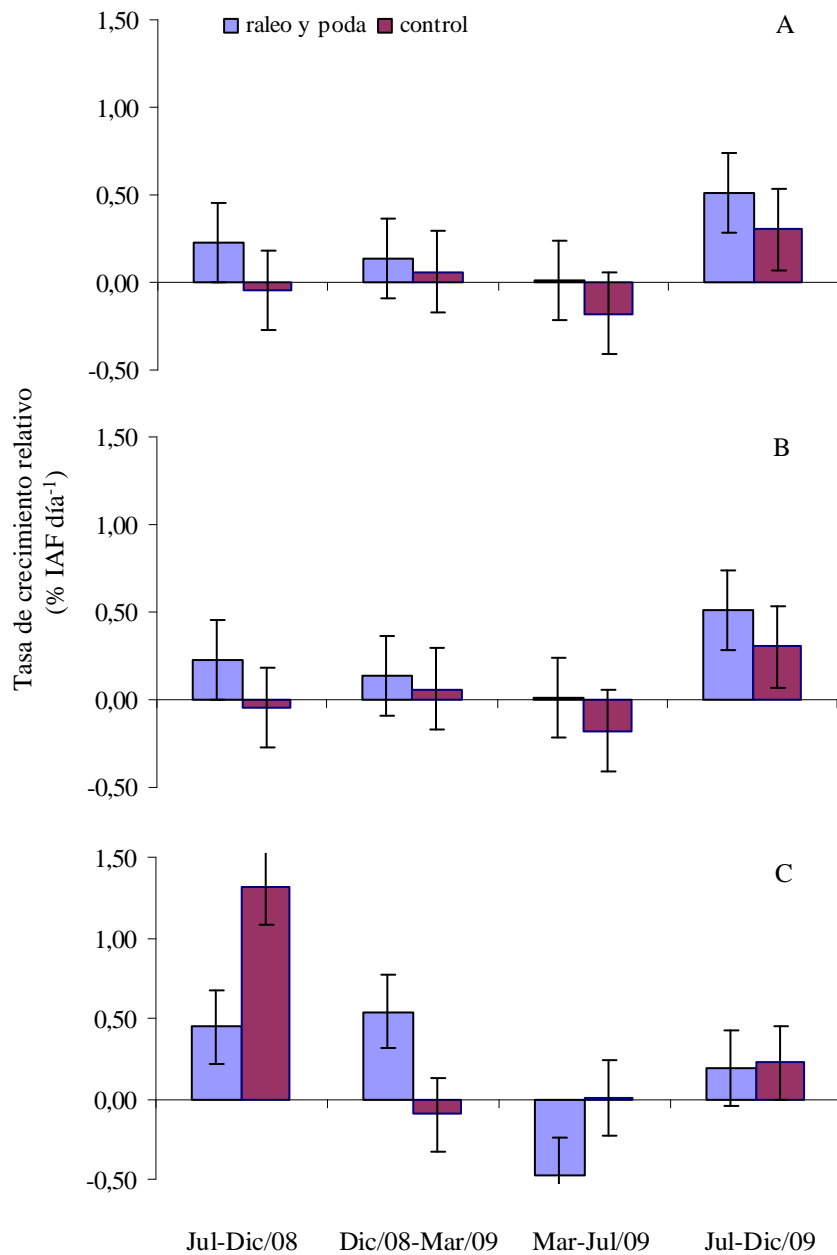 1,50
raleo y poda control
A
1,00
0,50
0,00
-0,50
1,50
B
1,00
0,50
0,00
-0,50
1,50
C
1,00
0,50
0,00
-0,50
Tasa de crecimiento relativo
(% IAF día-1)
Jul-Dic/08 Dic/08-Mar/09 Mar-Jul/09 Jul-Dic/09